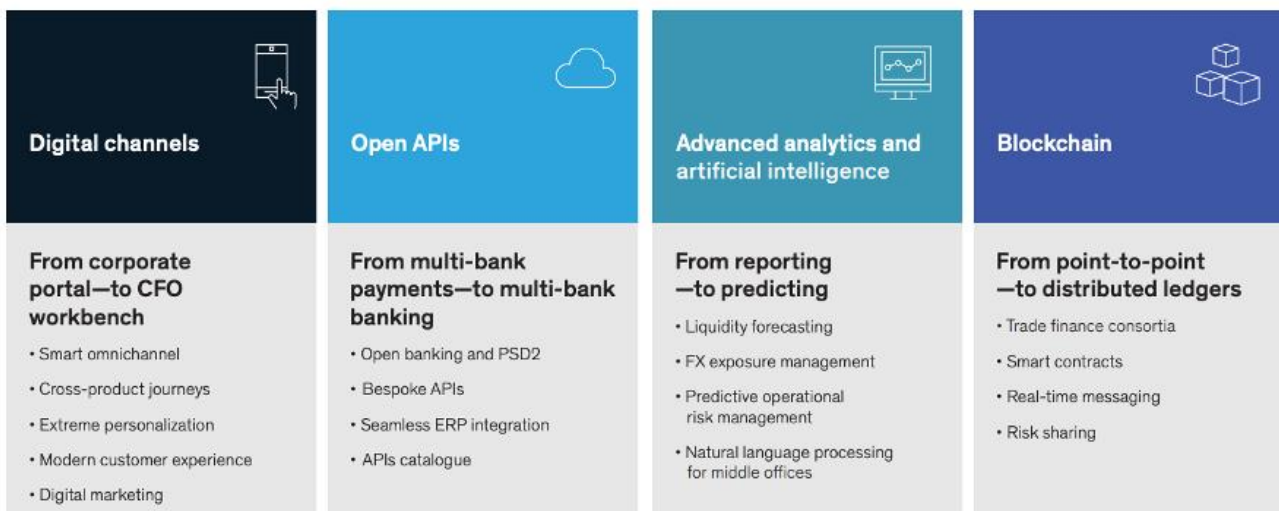 Digital channels
From corporate
portal—to CFO
workbench
• Smart omnichannel
• Cross-product journeys
• Extreme personalization
• Modern customer experience
• Digital marketing
Open APIs
From multi-bank
payments—to multi-bank
banking
• Open banking and PSD2
• Bespoke APIs
• Seamless ERP integration
• APIs catalogue
Advanced analytics and
artificial intelligence
From reporting
—to predicting
• Liquidity forecasting
• FX exposure management
• Predictive operational
risk management
• Natural language processing
for middle offices
Blockchain
From point-to-point
—to distributed ledgers
• Trade finance consortia
• Smart contracts
• Real-time messaging
• Risk sharing